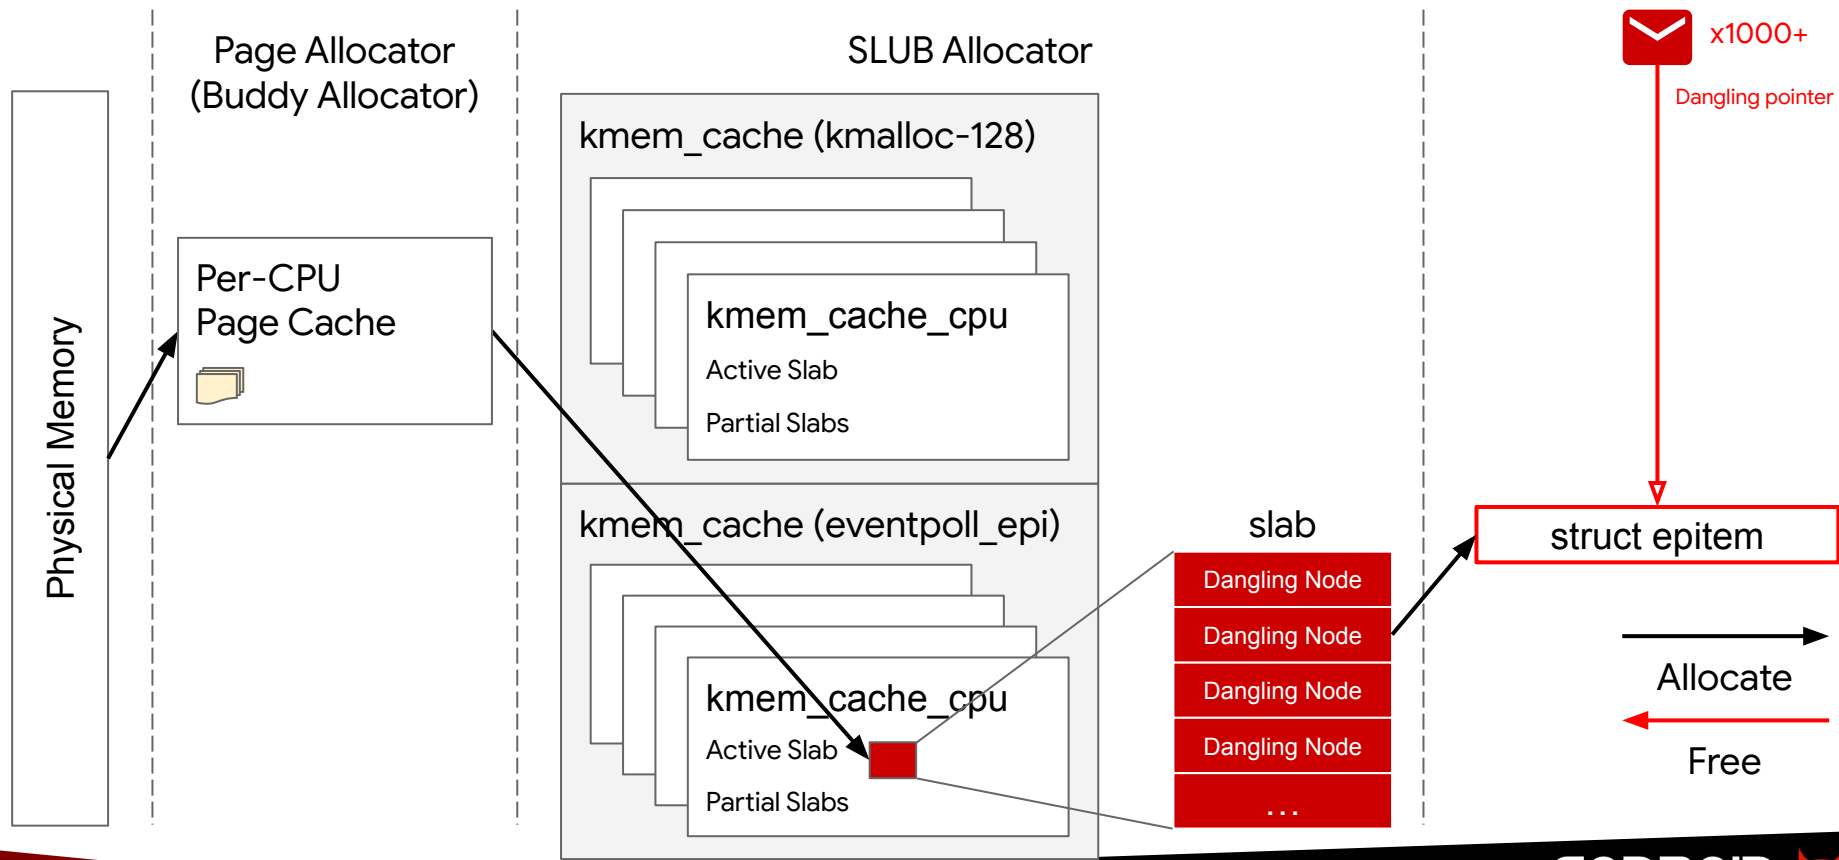 Page Allocator
(Buddy Allocator)
SLUB Allocator
x1000+
Dangling pointer
Physical Memory
Per-CPU
Page Cache
kmem_cache (kmalloc-128)
kmem_cache_cpu
Active Slab
Partial Slabs
kmem_cache (eventpoll_epi)
kmem_cache_cpu
Active Slab
Partial Slabs
slab
Dangling Node
Dangling Node
Dangling Node
Dangling Node
...
struct epitem
Allocate
Free